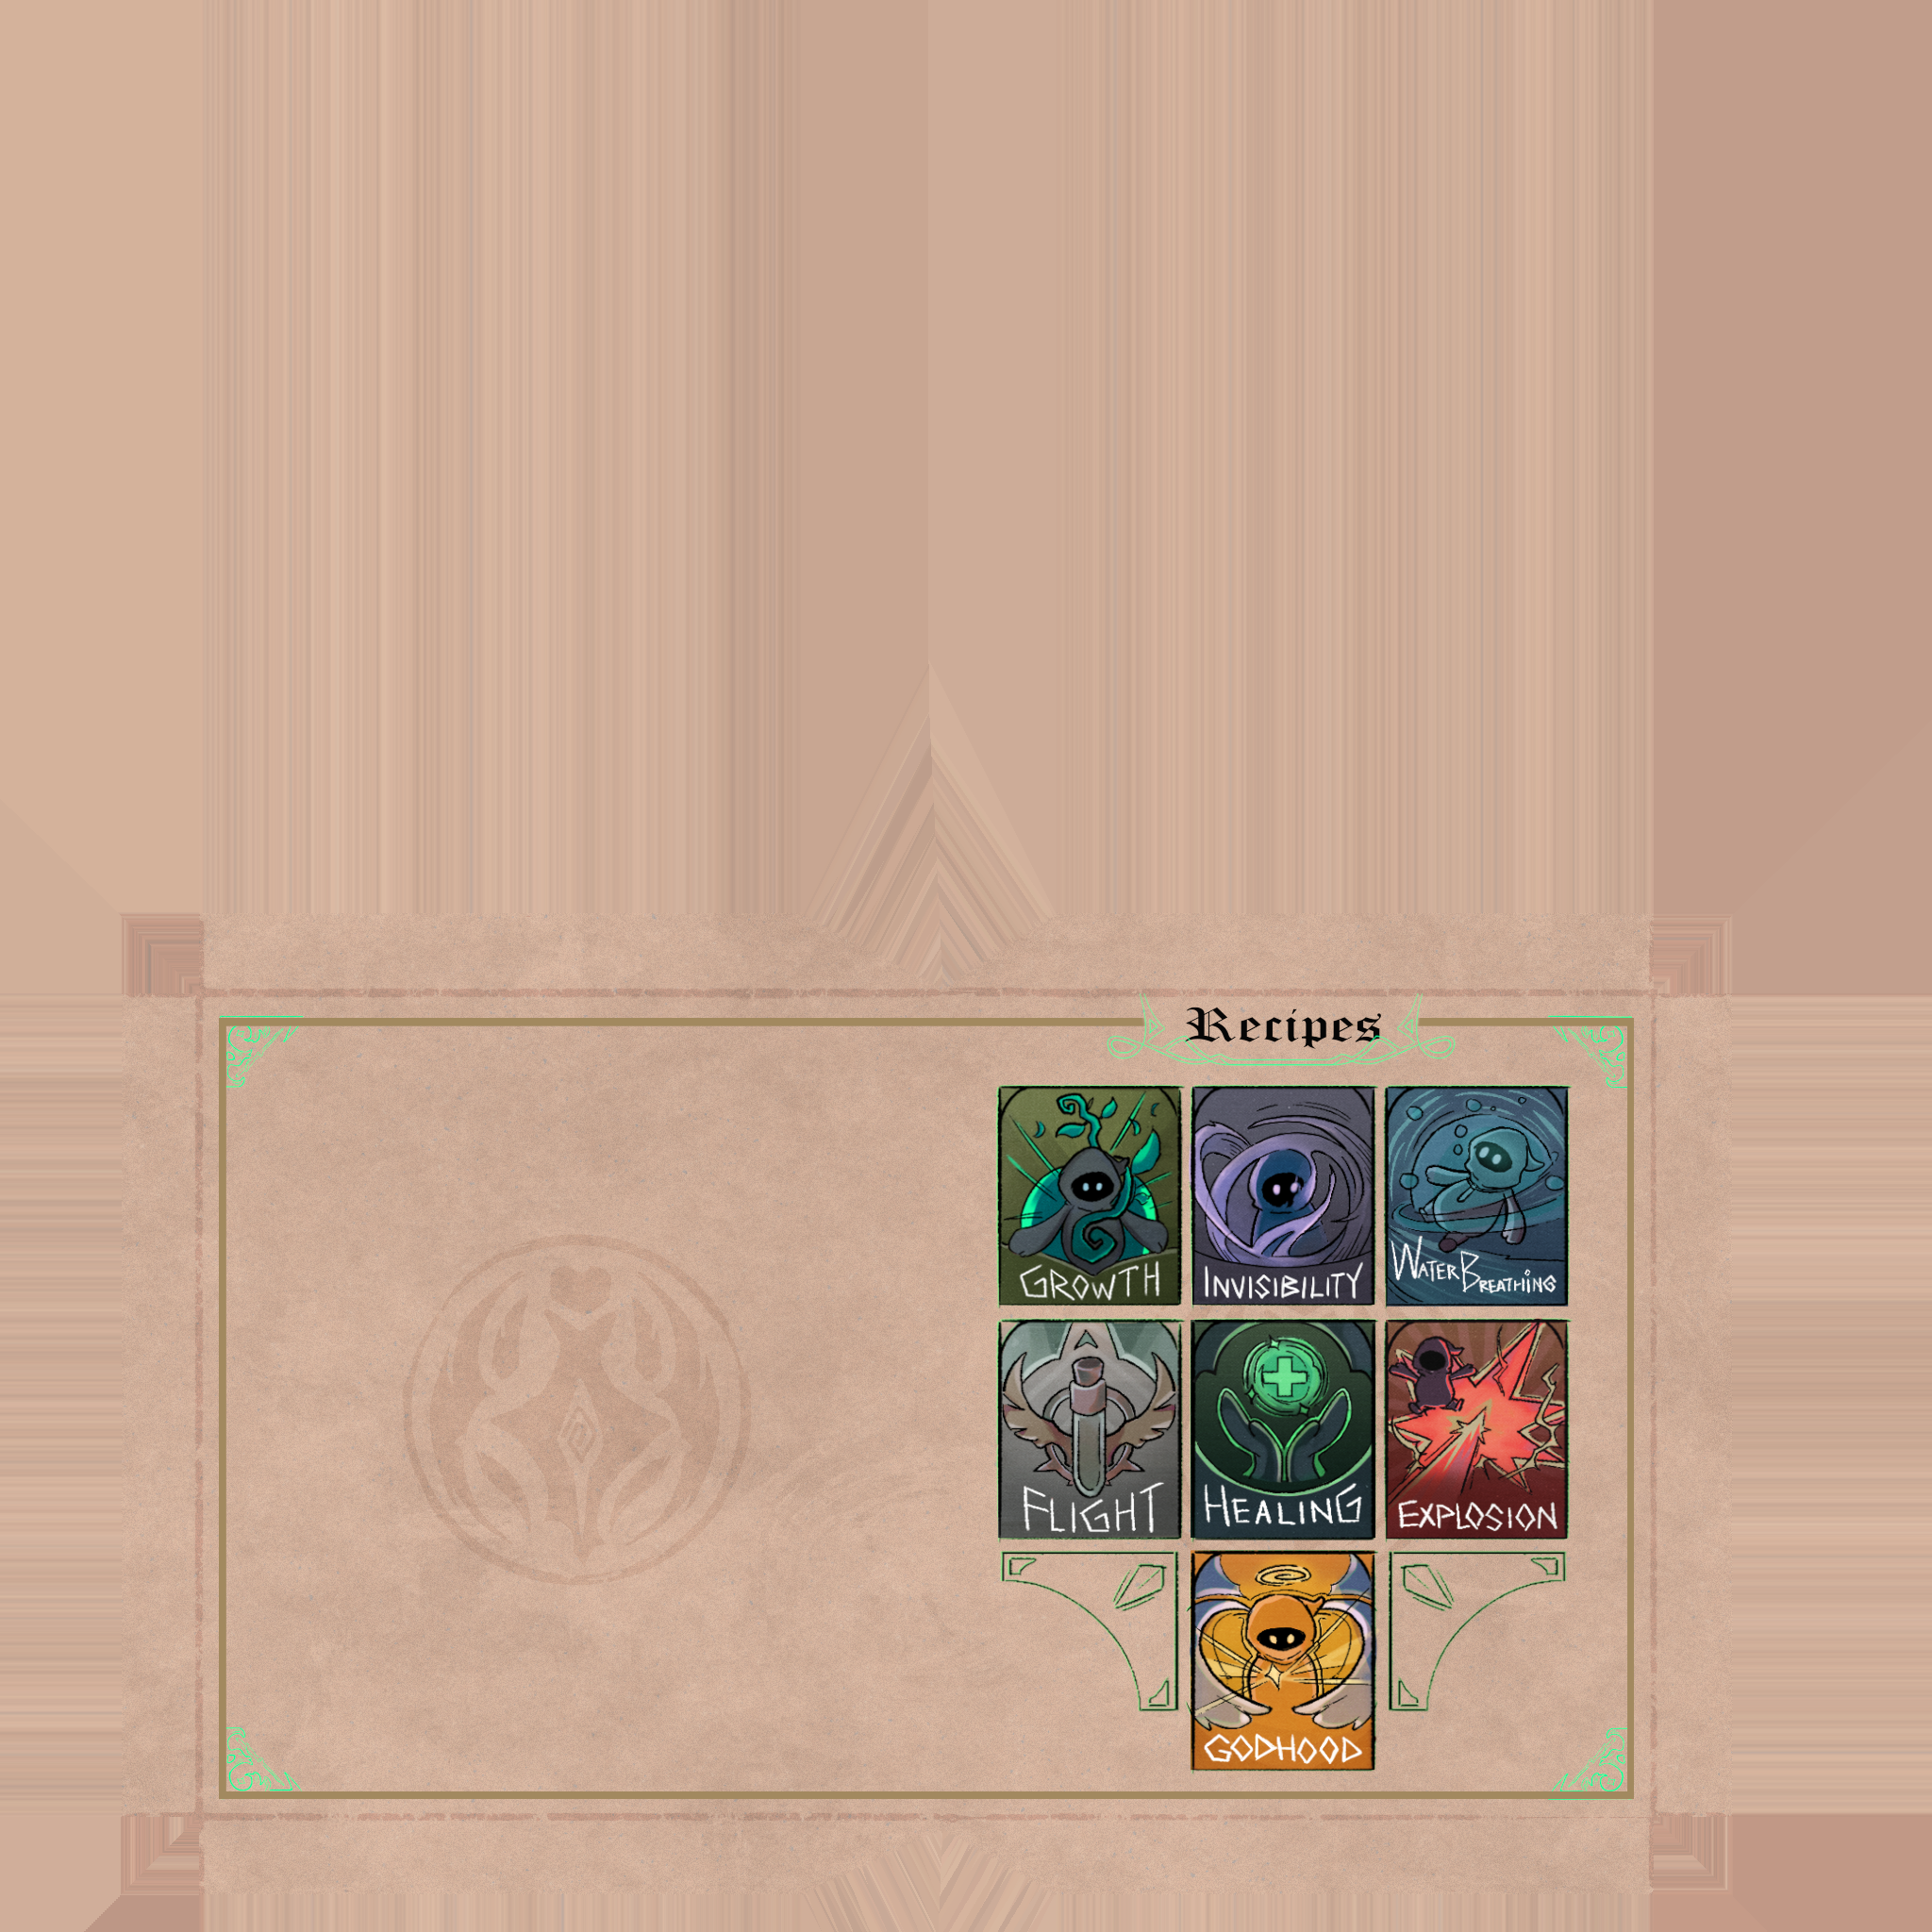 Recipes
GROWTH
INVISIBILITY
WATER BREATHING
FLIGHT
HEALING
EXPLOSION
GODHOOD